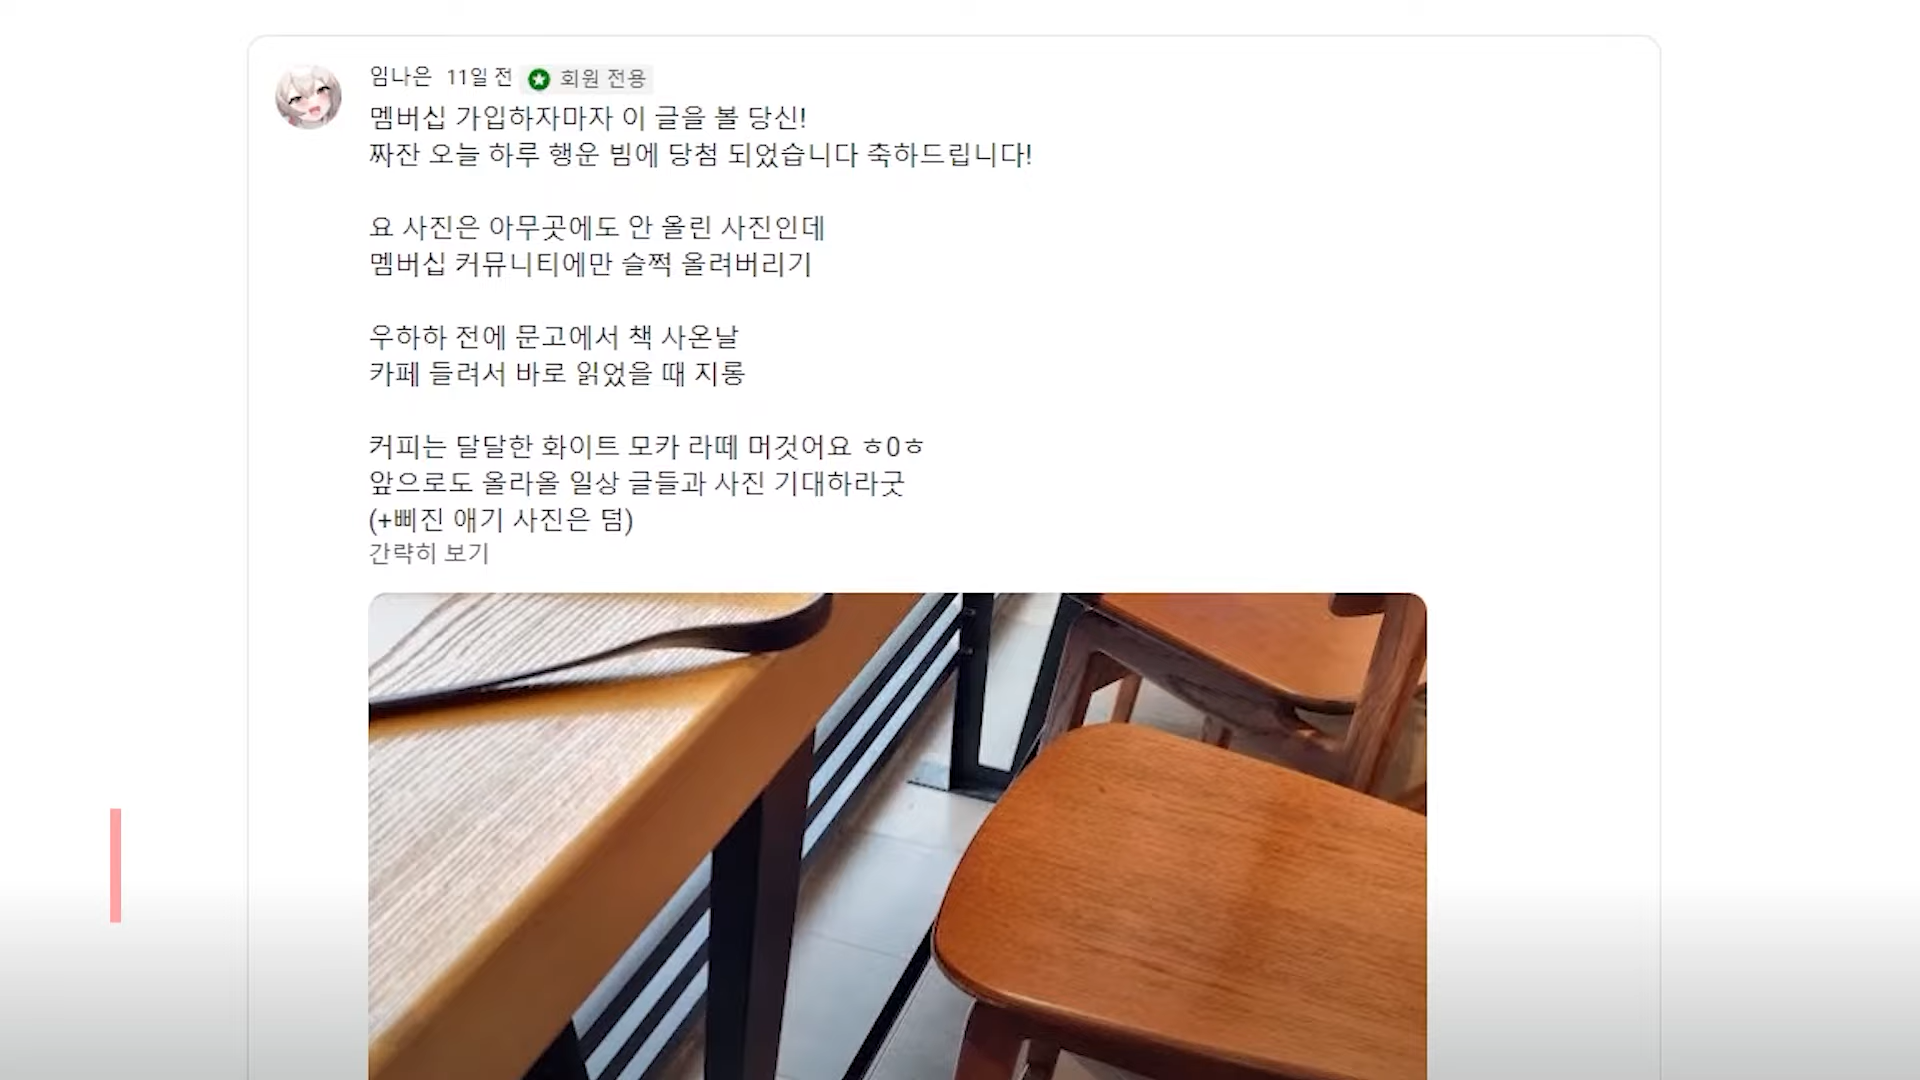 임나은 11일 전 회원 전용
멤버십 가입하자마자 이 글을 볼 당신!
짜잔 오늘 하루 행운 빔에 당첨 되었습니다 축하드립니다!
요 사진은 아무곳에도 안 올린 사진인데
멤버십 커뮤니티에만 슬쩍 올려버리기
우하하 전에 문고에서 책 사온날
카페 들려서 바로 읽었을 때 지롱
커피는 달달한 화이트 모카 라떼 머것어요 ㅎ0ㅎ
앞으로도 올라올 일상 글들과 사진 기대하라굿
(+삐진 애기 사진은 덤)
간략히 보기